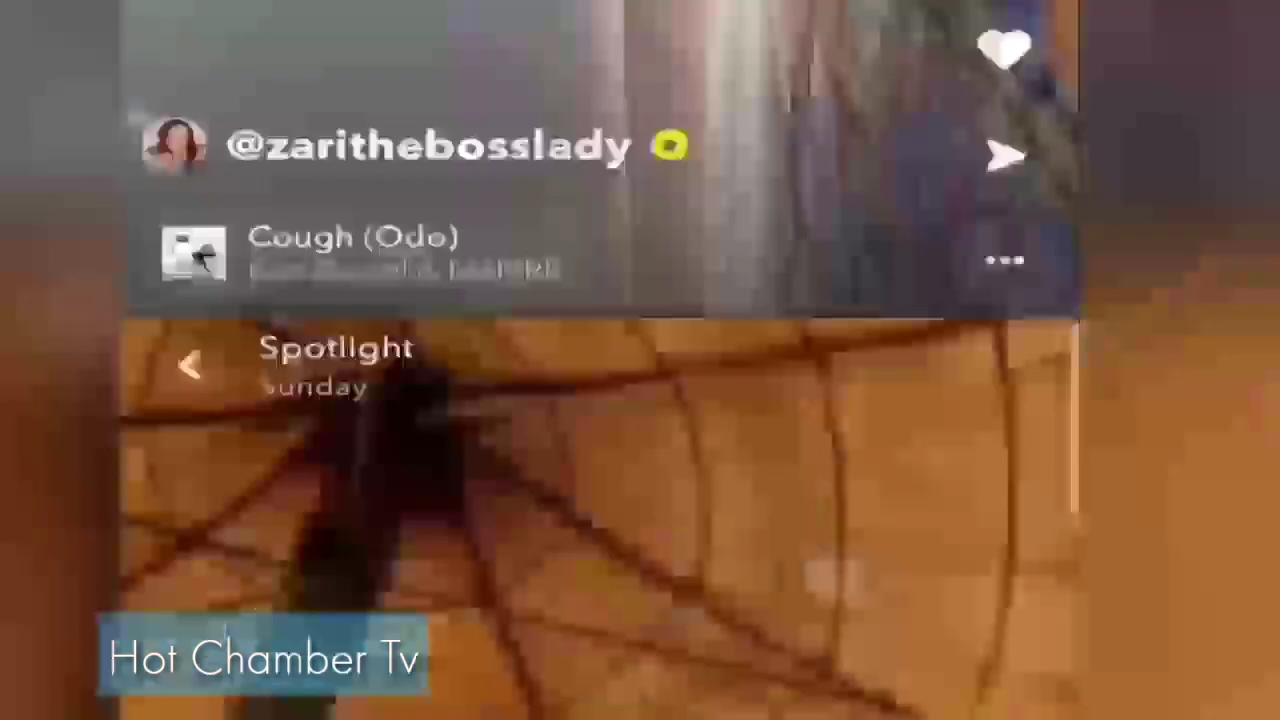 @zarithebosslady
Cough (Odo)
Spotlight
Sunday
Hot Chamber Tv